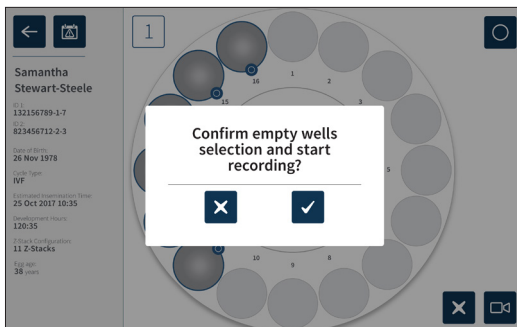 1
Samantha
Stewart-Steele
ID 1:
132156789-1-7
ID 2:
823456712-2-3
Date of Birth:
26 Nov 1978
Cycle Type:
IVF
Estimated Insemination Time:
25 Oct 2017 10:35
Development Hours:
120:35
Z-Stack Configuration:
11 Z-Stacks
Egg age:
38 years
16
1
2
15
3
Confirm empty wells
selection and start
recording?
5
10
9
8